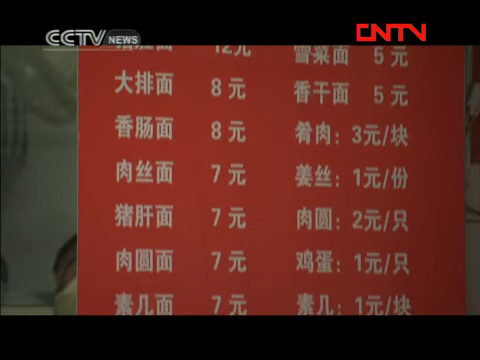 CCTV NEWS
CNTV
面 12元
大排面 8元
香肠面 8元
肉丝面 7元
猪肝面 7元
肉圆面 7元
素几面 7元
雪菜面 5元
香干面 5元
肴肉：3元/块
姜丝：1元/份
肉圆：2元/只
鸡蛋：1元/只
素几：1元/块